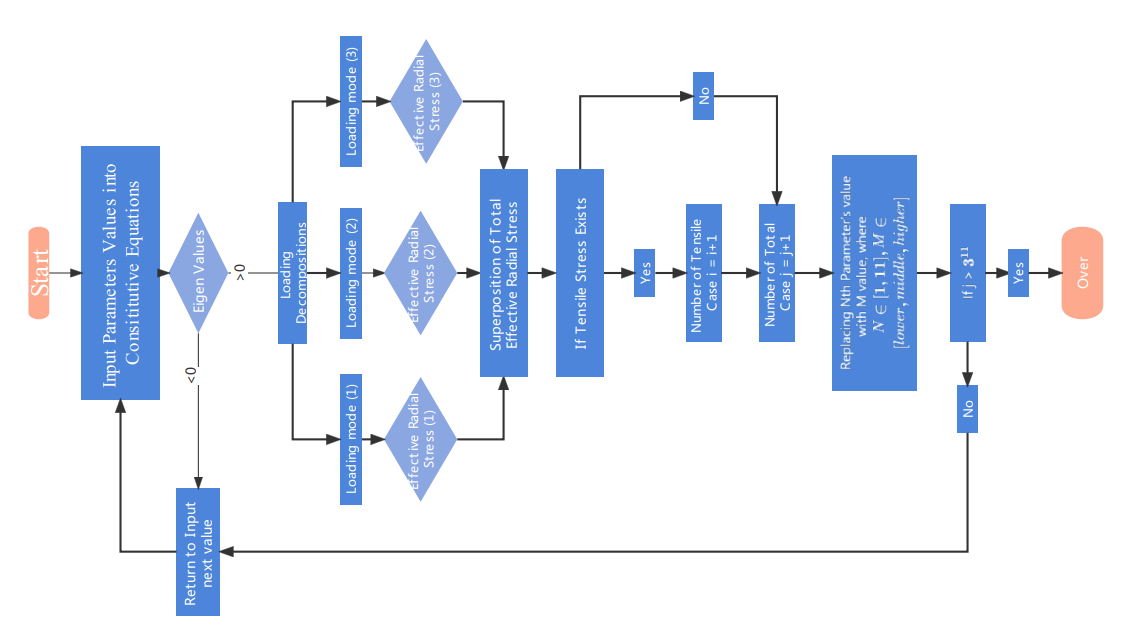 Start
Input Parameters Values into
Consitiutive Equations
Eigen Values
<0
>0
Return to Input
next value
Loading
Decompositions
Loading mode (1)
Loading mode (2)
Loading mode (3)
Effective Radial
Stress (1)
Effective Radial
Stress (2)
Effective Radial
Stress (3)
Superposition of Total
Effective Radial Stress
If Tensile Stress Exists
Yes
No
Number of Tensile
Case i = i+1
Number of Total
Case j = j+1
Replacing Nth Parameter's value
with M value, where
N ∈ [1, 11], M ∈
[lower, middle, higher]
If j > 3¹¹
No
Yes
Over